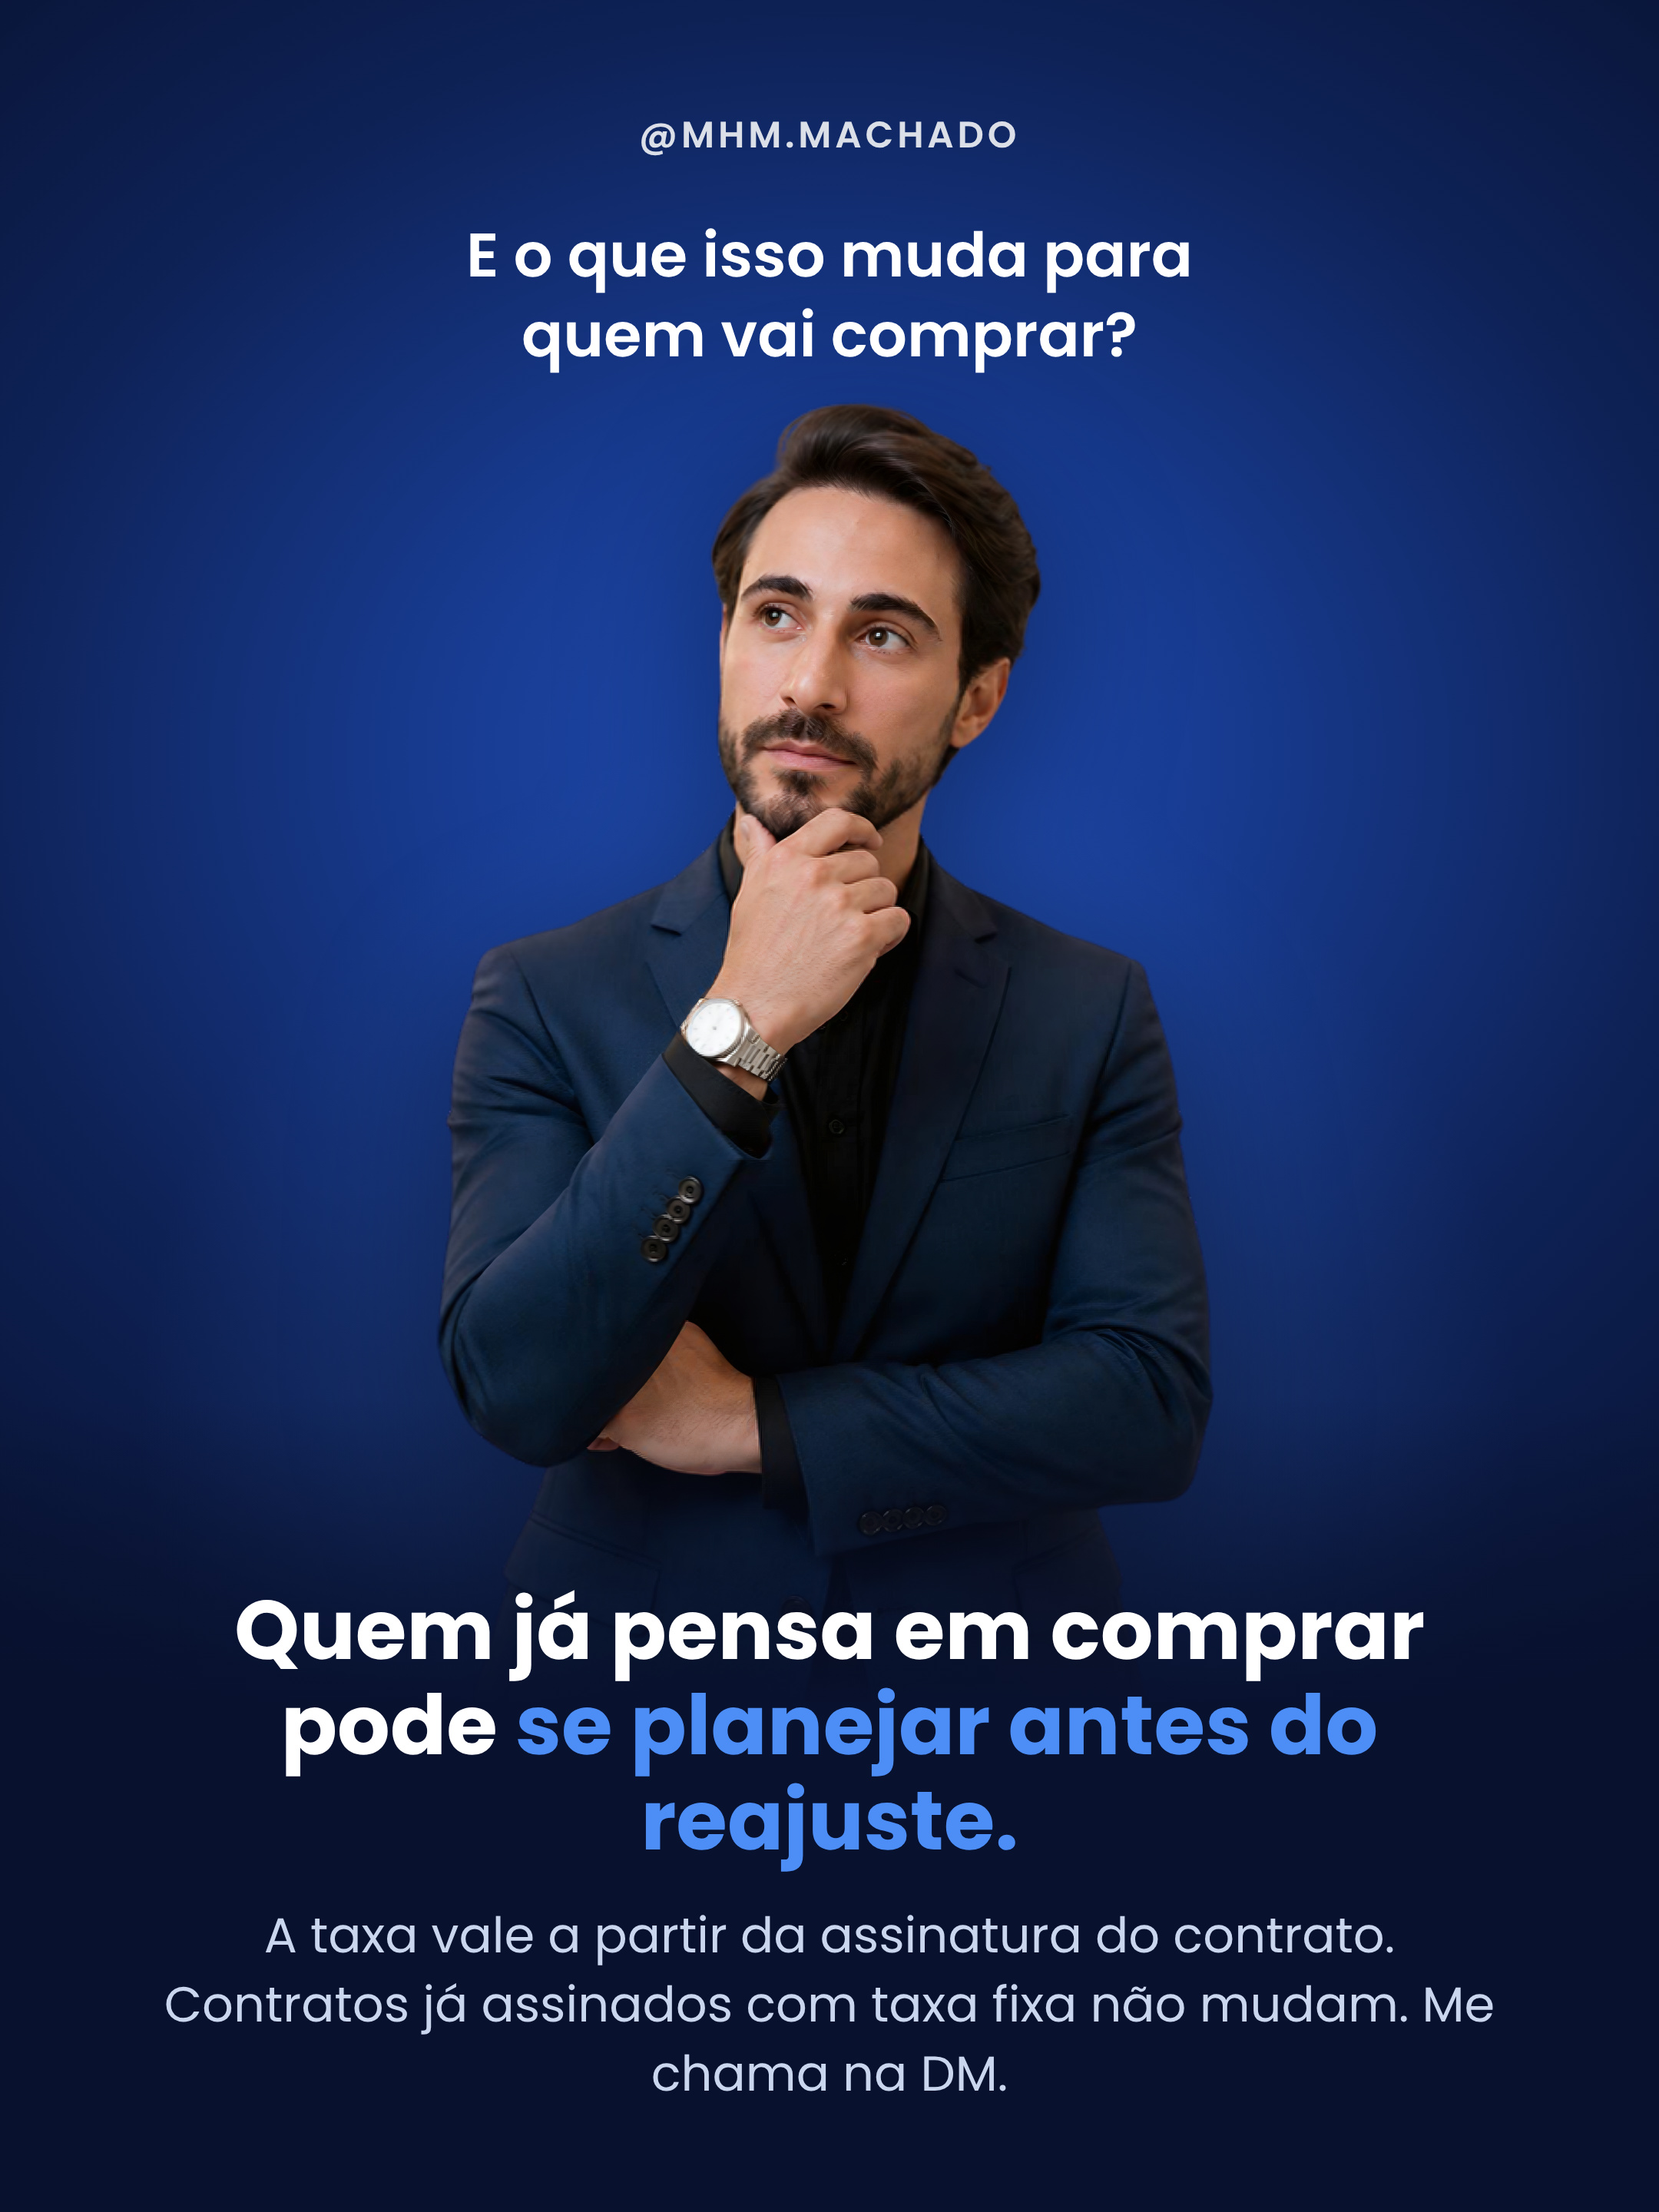 @MHM.MACHADO
E o que isso muda para
quem vai comprar?
Quem já pensa em comprar
pode se planejar antes do
reajuste.
A taxa vale a partir da assinatura do contrato.
Contratos já assinados com taxa fixa não mudam. Me
chama na DM.